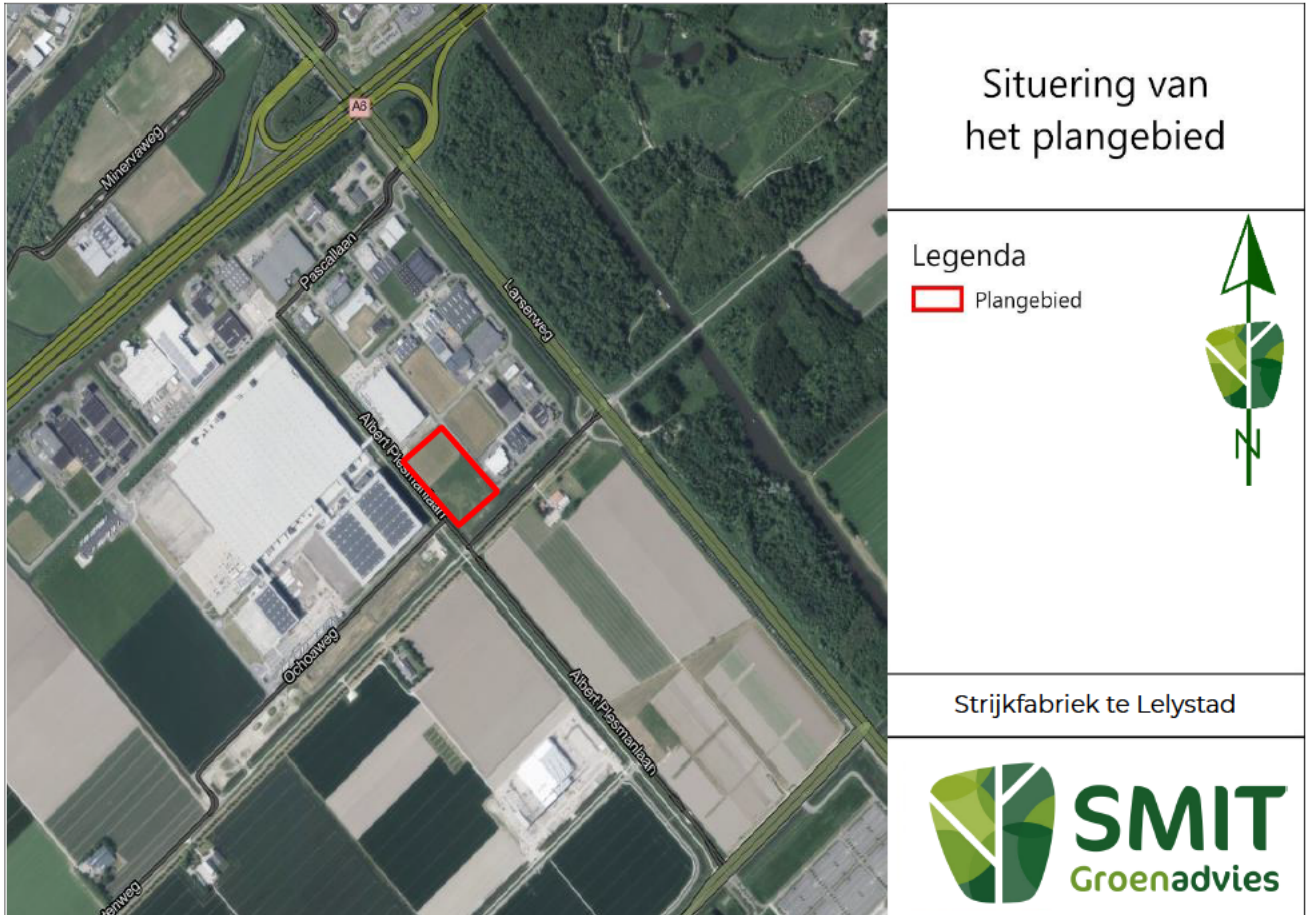 Situering van
het plangebied
Legenda
Plangebied
N
Strijkfabriek te Lelystad
SMIT
Groenadvies
A6
Minervaweg
Pascallaan
Larserweg
Albert Plesmanlaan
Ochoaweg
Albert Plesmanlaan
denweg